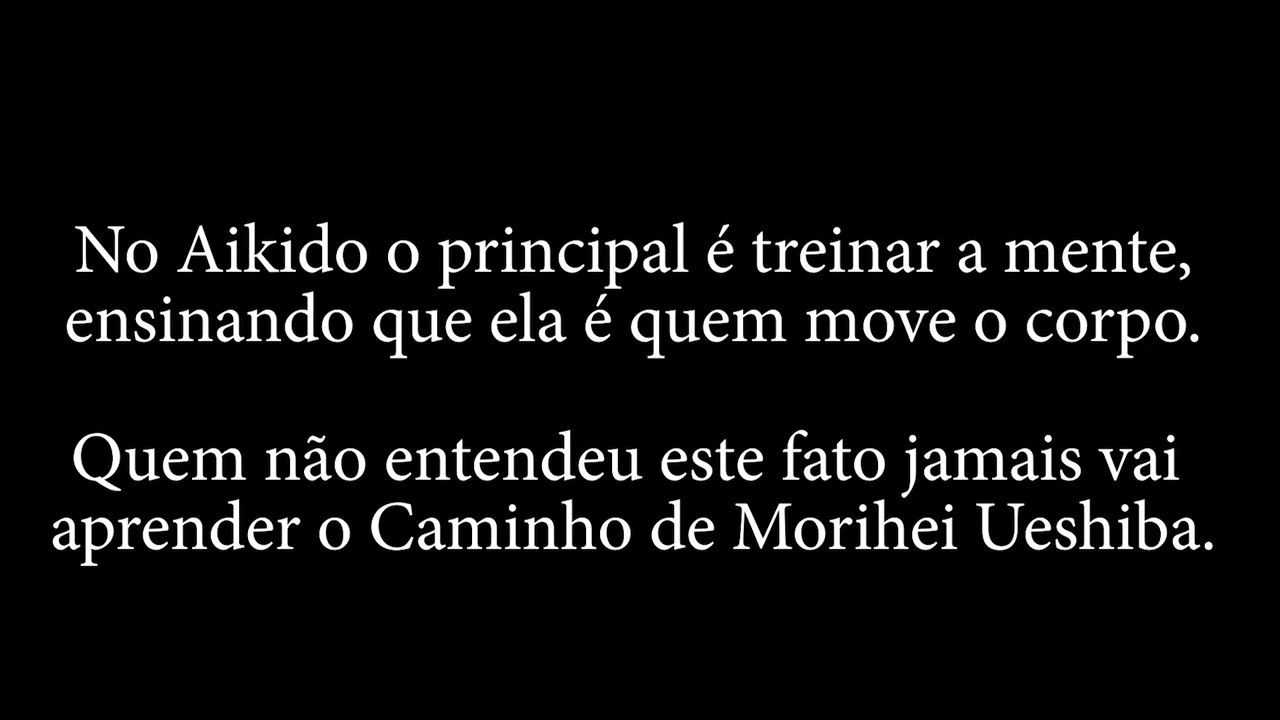 No Aikido o principal é treinar a mente,
ensinando que ela é quem move o corpo.
Quem não entendeu este fato jamais vai
aprender o Caminho de Morihei Ueshiba.